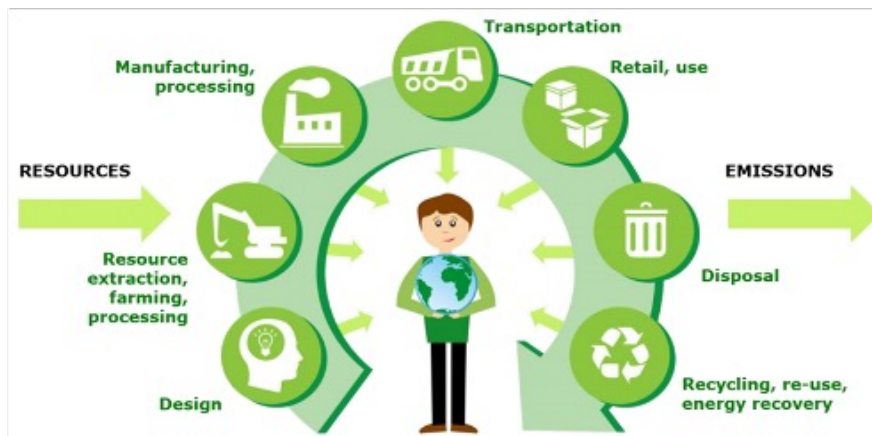 Transportation
Manufacturing,
processing
Retail, use
RESOURCES
EMISSIONS
Resource
extraction,
farming,
processing
Disposal
Design
Recycling, re-use,
energy recovery